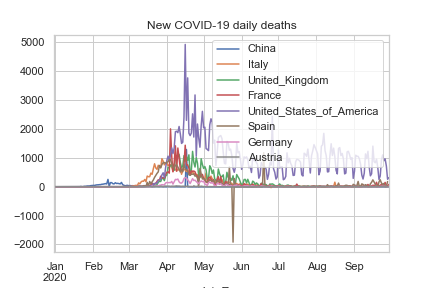 New COVID-19 daily deaths
5000
4000
3000
2000
1000
0
−1000
−2000
China
Italy
United_Kingdom
France
United_States_of_America
Spain
Germany
Austria
Jan Feb Mar Apr May Jun Jul Aug Sep
2020